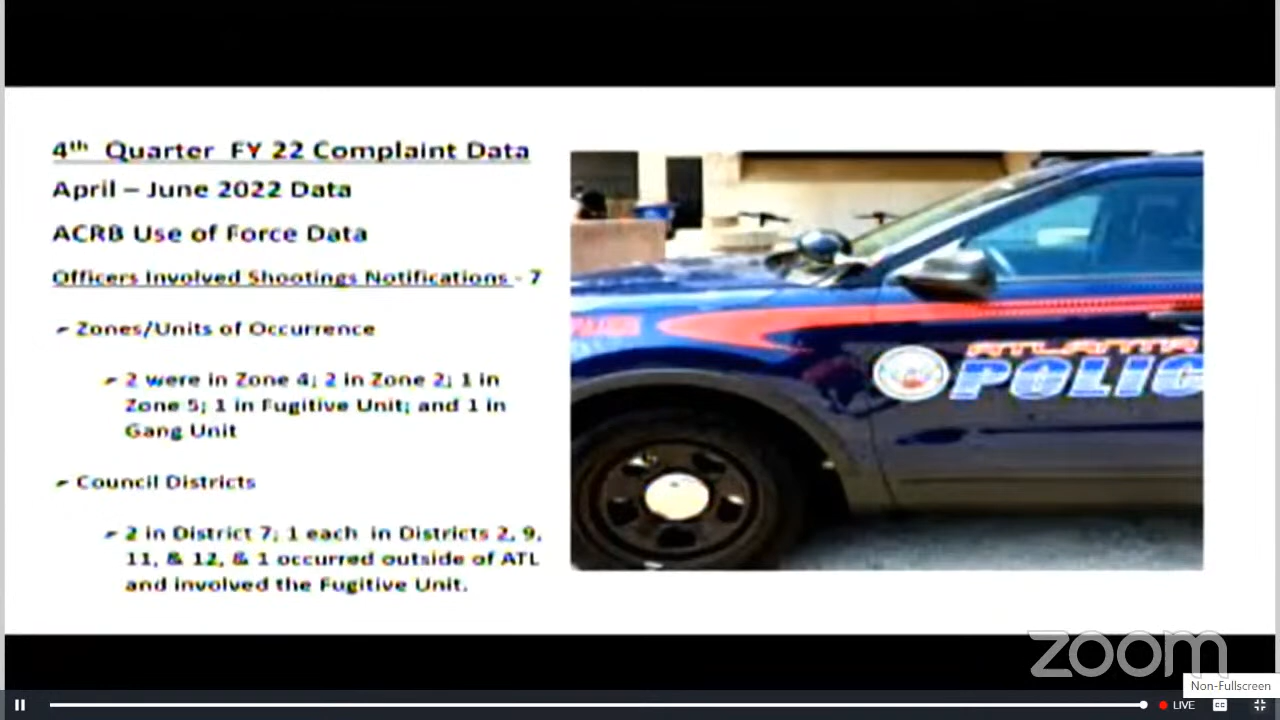 4th Quarter FY 22 Complaint Data
April – June 2022 Data
ACRB Use of Force Data
Officers Involved Shootings Notifications - 7
Zones/Units of Occurrence
2 were in Zone 4; 2 in Zone 2; 1 in
Zone 5; 1 in Fugitive Unit; and 1 in
Gang Unit
Council Districts
2 in District 7; 1 each in Districts 2, 9,
11, & 12, & 1 occurred outside of ATL
and involved the Fugitive Unit.
ATLANTA
POLIC
zoom
Non-Fullscreen
LIVE
CC